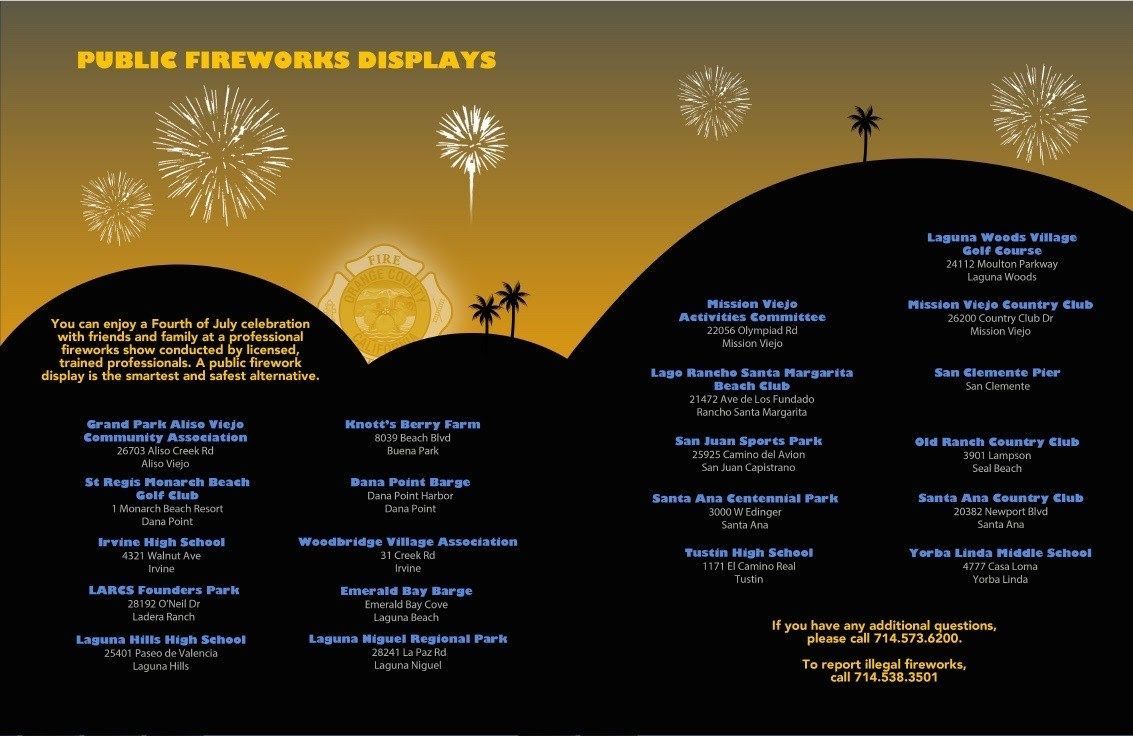 PUBLIC FIREWORKS DISPLAYS
FIRE
ORANGE COUNTY
CALIFORNIA
You can enjoy a Fourth of July celebration
with friends and family at a professional
fireworks show conducted by licensed,
trained professionals. A public firework
display is the smartest and safest alternative.
Grand Park Aliso Viejo
Community Association
26703 Aliso Creek Rd
Aliso Viejo
St Regis Monarch Beach
Golf Club
1 Monarch Beach Resort
Dana Point
Irvine High School
4321 Walnut Ave
Irvine
LARCS Founders Park
28192 O'Neil Dr
Ladera Ranch
Laguna Hills High School
25401 Paseo de Valencia
Laguna Hills
Knott's Berry Farm
8039 Beach Blvd
Buena Park
Dana Point Barge
Dana Point Harbor
Dana Point
Woodbridge Village Association
31 Creek Rd
Irvine
Emerald Bay Barge
Emerald Bay Cove
Laguna Beach
Laguna Niguel Regional Park
28241 La Paz Rd
Laguna Niguel
Mission Viejo
Activities Committee
22056 Olympiad Rd
Mission Viejo
Lago Rancho Santa Margarita
Beach Club
21472 Ave de Los Fundado
Rancho Santa Margarita
San Juan Sports Park
25925 Camino del Avion
San Juan Capistrano
Santa Ana Centennial Park
3000 W Edinger
Santa Ana
Tustin High School
1171 El Camino Real
Tustin
Laguna Woods Village
Golf Course
24112 Moulton Parkway
Laguna Woods
Mission Viejo Country Club
26200 Country Club Dr
Mission Viejo
San Clemente Pier
San Clemente
Old Ranch Country Club
3901 Lampson
Seal Beach
Santa Ana Country Club
20382 Newport Blvd
Santa Ana
Yorba Linda Middle School
4777 Casa Loma
Yorba Linda
If you have any additional questions,
please call 714.573.6200.
To report illegal fireworks,
call 714.538.3501